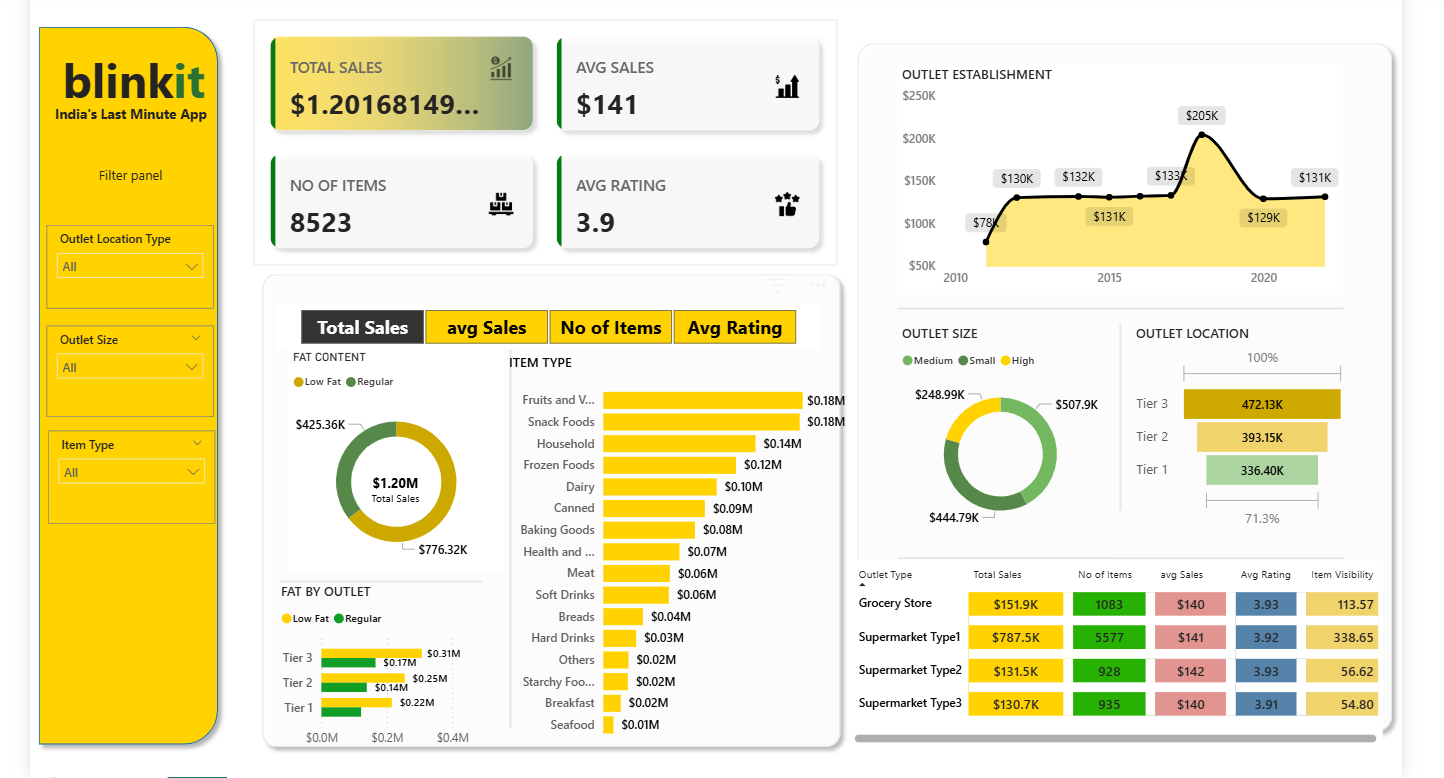 blinkit
India's Last Minute App
Filter panel
Outlet Location Type
All
Outlet Size
All
Item Type
All
TOTAL SALES
$1.20168149...
AVG SALES
$141
NO OF ITEMS
8523
AVG RATING
3.9
Total Sales avg Sales No of Items Avg Rating
FAT CONTENT
Low Fat Regular
$425.36K
$1.20M
Total Sales
$776.32K
FAT BY OUTLET
Low Fat Regular
Tier 3 $0.31M
$0.17M
Tier 2 $0.25M
$0.14M
Tier 1 $0.22M
$0.0M $0.2M $0.4M
ITEM TYPE
Fruits and V... $0.18M
Snack Foods $0.18M
Household $0.14M
Frozen Foods $0.12M
Dairy $0.10M
Canned $0.09M
Baking Goods $0.08M
Health and ... $0.07M
Meat $0.06M
Soft Drinks $0.06M
Breads $0.04M
Hard Drinks $0.03M
Others $0.02M
Starchy Foo... $0.02M
Breakfast $0.02M
Seafood $0.01M
OUTLET ESTABLISHMENT
$250K
$205K
$200K
$150K
$130K $132K $133K $131K
$100K
$78K $131K $129K
$50K
2010 2015 2020
OUTLET SIZE
Medium Small High
$248.99K
$507.9K
$444.79K
OUTLET LOCATION
100%
Tier 3 472.13K
Tier 2 393.15K
Tier 1 336.40K
71.3%
Outlet Type Total Sales No of Items avg Sales Avg Rating Item Visibility
Grocery Store $151.9K 1083 $140 3.93 113.57
Supermarket Type1 $787.5K 5577 $141 3.92 338.65
Supermarket Type2 $131.5K 928 $142 3.93 56.62
Supermarket Type3 $130.7K 935 $140 3.91 54.80